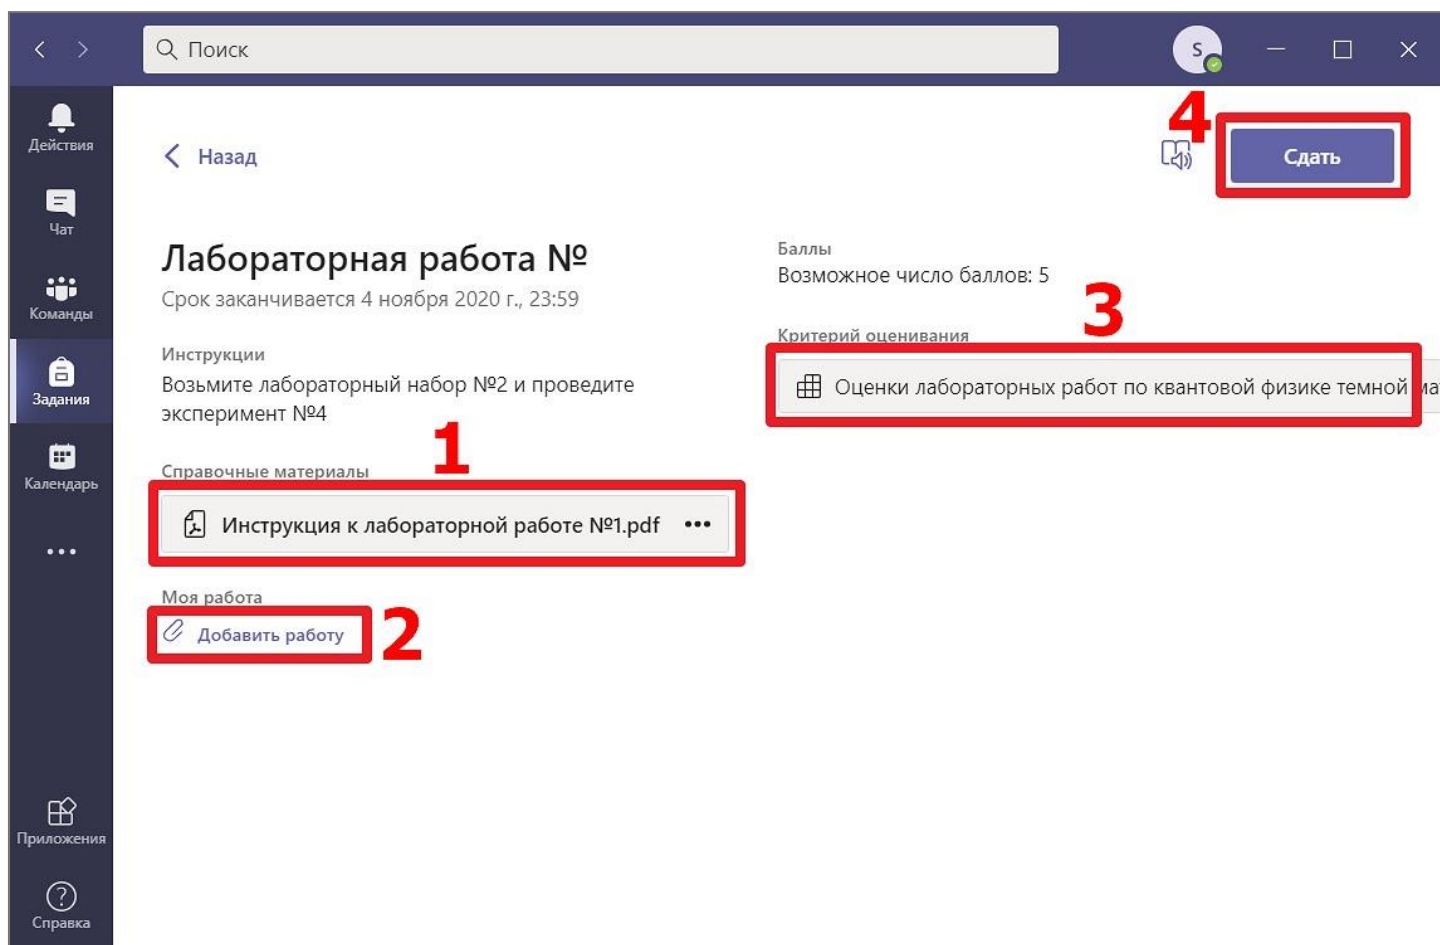 Поиск
S
Действия
Чат
Команды
Задания
Календарь
Приложения
Справка
Назад
4
Сдать
Лабораторная работа №
Срок заканчивается 4 ноября 2020 г., 23:59
Инструкции
Возьмите лабораторный набор №2 и проведите
эксперимент №4
1
Справочные материалы
Инструкция к лабораторной работе №1.pdf
Моя работа
Добавить работу
2
Баллы
Возможное число баллов: 5
3
Критерий оценивания
Оценки лабораторных работ по квантовой физике темной ма